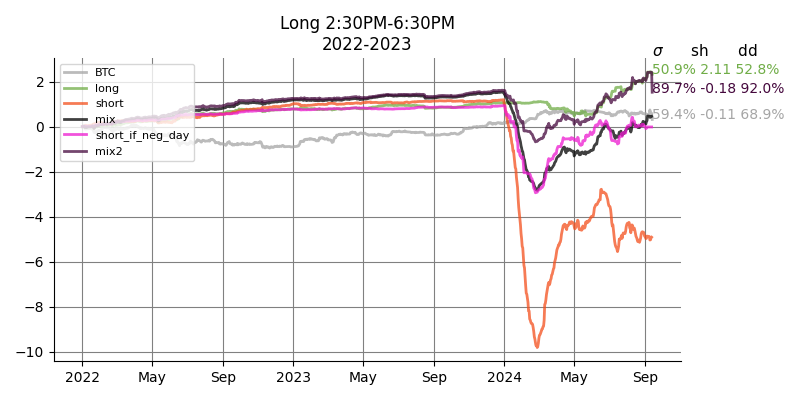 Long 2:30PM-6:30PM
2022-2023
σ sh dd
50.9% 2.11 52.8%
89.7% -0.18 92.0%
59.4% -0.11 68.9%
BTC
long
short
mix
short_if_neg_day
mix2
2
0
−2
−4
−6
−8
−10
2022 May Sep 2023 May Sep 2024 May Sep